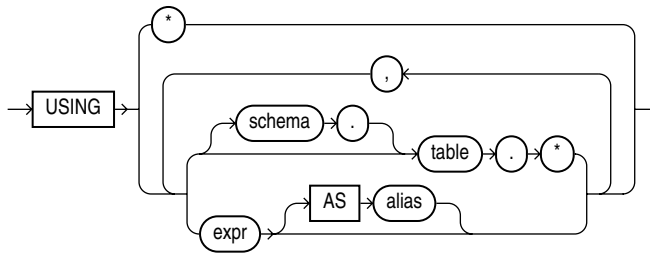 *
,
USING
schema .
table . *
AS alias
expr